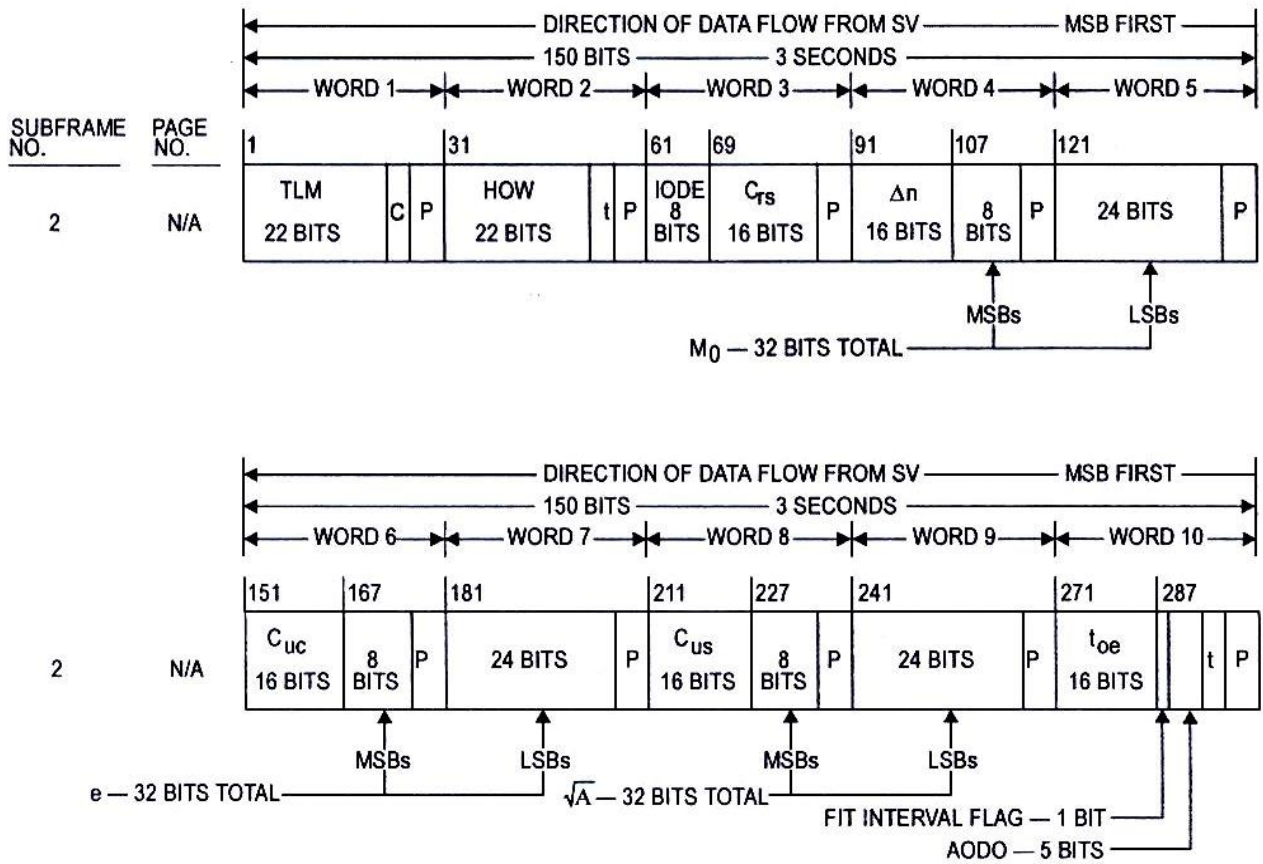 DIRECTION OF DATA FLOW FROM SV MSB FIRST
150 BITS 3 SECONDS
WORD 1 WORD 2 WORD 3 WORD 4 WORD 5
SUBFRAME NO. PAGE NO. 1 31 61 69 91 107 121
2 N/A
TLM 22 BITS C P HOW 22 BITS t P IODE 8 BITS Crs 16 BITS P Δn 16 BITS 8 BITS P 24 BITS P
MSBs LSBs
M0 — 32 BITS TOTAL
DIRECTION OF DATA FLOW FROM SV MSB FIRST
150 BITS 3 SECONDS
WORD 6 WORD 7 WORD 8 WORD 9 WORD 10
151 167 181 211 227 241 271 287
2 N/A
Cuc 16 BITS 8 BITS P 24 BITS P Cus 16 BITS 8 BITS P 24 BITS P toe 16 BITS t P
MSBs LSBs MSBs LSBs
e — 32 BITS TOTAL √A — 32 BITS TOTAL
FIT INTERVAL FLAG — 1 BIT
AODO — 5 BITS